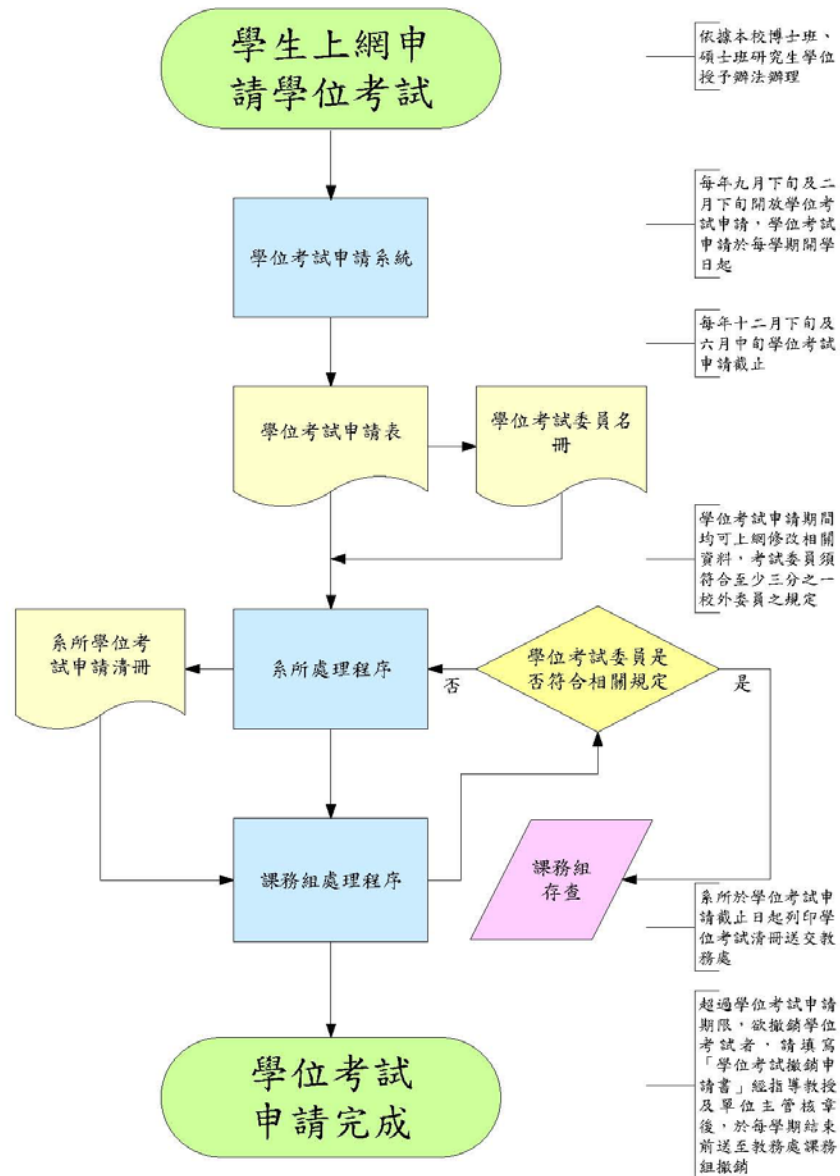 學生上網申
請學位考試
依據本校博士班、
碩士班研究生學位
授予辦法辦理
學位考試申請系統
每年九月下旬及二
月下旬開放學位考
試申請，學位考試
申請於每學期開學
日起
每年十二月下旬及
六月中旬學位考試
申請截止
學位考試申請表
學位考試委員名
冊
學位考試申請期間
均可上網修改相關
資料，考試委員須
符合至少三分之一
校外委員之規定
系所學位考
試申請清冊
系所處理程序
學位考試委員是
否符合相關規定
否
是
課務組處理程序
課務組
存查
系所於學位考試申
請截止日起列印學
位考試清冊送交教
務處
學位考試
申請完成
超過學位考試申請
期限，欲撤銷學位
考試者，請填寫
「學位考試撤銷申
請書」經指導教授
及單位主管核章
後，於每學期結束
前送至教務處課務
組撤銷